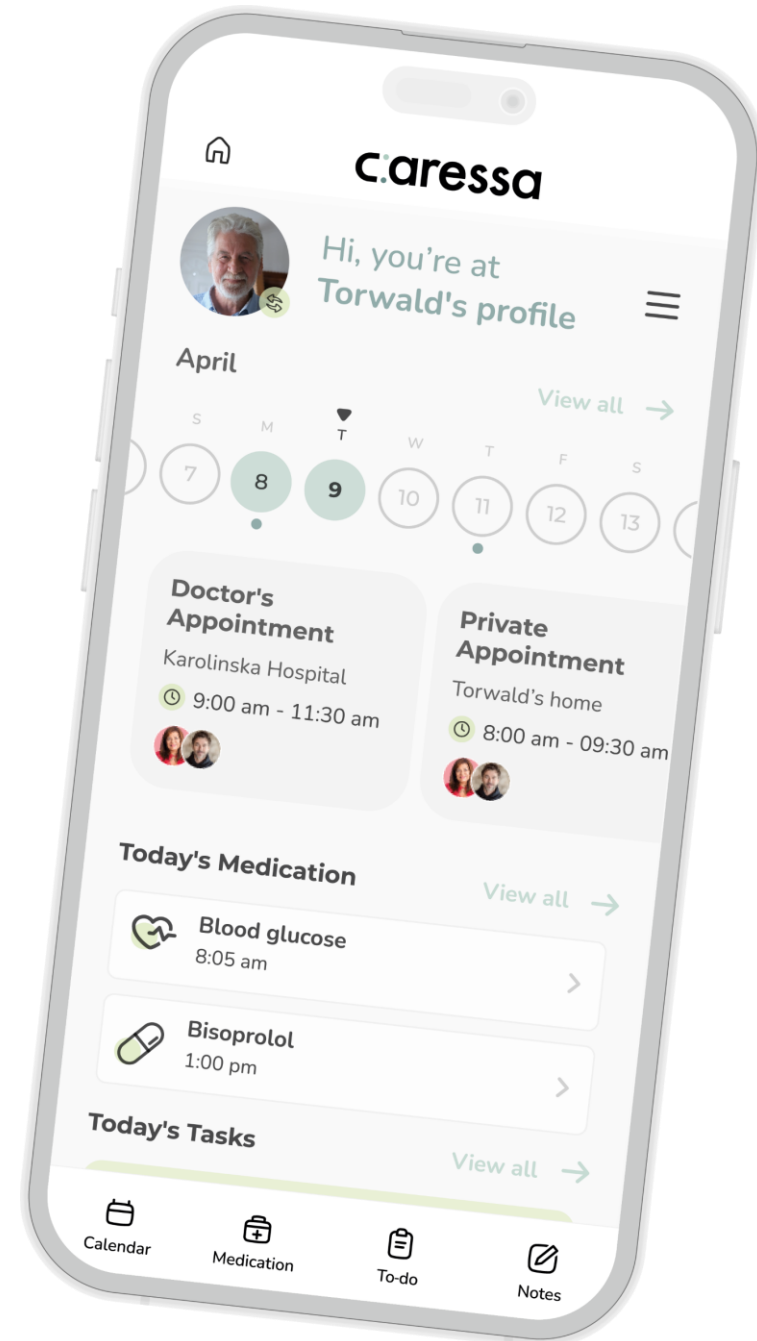 c:aressa
Hi, you're at
Torwald's profile
April
View all
S M T W T F S
7 8 9 10 11 12 13
Doctor's
Appointment
Karolinska Hospital
9:00 am - 11:30 am
Private
Appointment
Torwald's home
8:00 am - 09:30 am
Today's Medication
View all
Blood glucose
8:05 am
Bisoprolol
1:00 pm
Today's Tasks
View all
Calendar
Medication
To-do
Notes